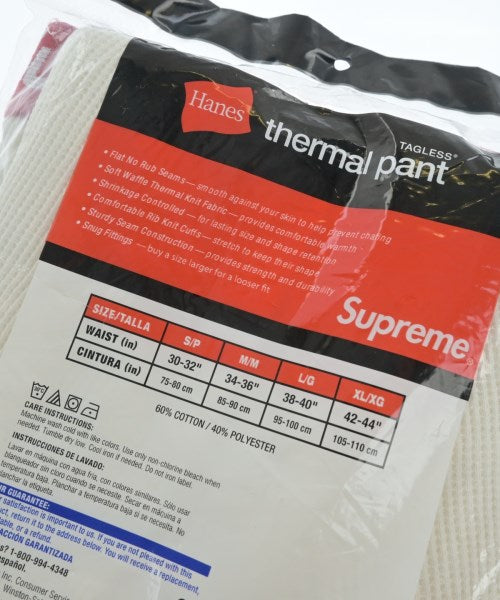 Hanes
TAGLESS®
thermal pant
• Flat No Rub Seams — smooth against your skin to help prevent chafing
• Soft Waffle Thermal Knit Fabric — provides comfortable warmth
• Shrinkage Controlled — for lasting size and shape retention
• Comfortable Rib Knit Cuffs — stretch to keep their shape
• Sturdy Seam Construction — provides strength and durability
• Snug Fittings — buy a size larger for a looser fit
Supreme®
SIZE/TALLA S/P M/M L/G XL/XG
WAIST (in) 30-32" 34-36" 38-40" 42-44"
CINTURA (in) 75-80 cm 85-90 cm 95-100 cm 105-110 cm
60% COTTON / 40% POLYESTER
CARE INSTRUCTIONS:
Machine wash cold with like colors. Use only non-chlorine bleach when
needed. Tumble dry low. Cool iron if needed. Do not iron label.
INSTRUCCIONES DE LAVADO:
Lavar en máquina con agua fría, con colores similares. Sólo usar
blanqueador sin cloro cuando se necesite. Secar en máquina a
temperatura baja. Planchar a temperatura baja si se necesita. No
planchar la etiqueta.
UR GUARANTEE:
satisfaction is important to us. If you are not pleased with this
ct, return it to the address below. You will receive a replacement,
able, or a refund.
ACCIÓN GARANTIZADA
s? 1-800-994-4348
español.
Inc. Consumer Servic
Winston-S